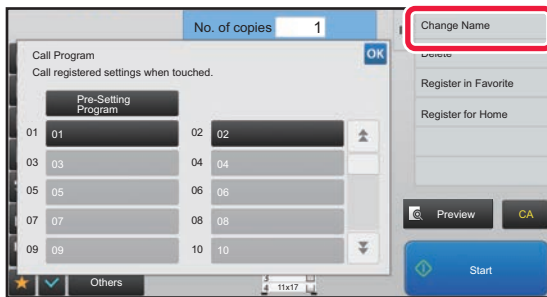 No. of copies 1
Call Program
OK
Call registered settings when touched.
Pre-Setting
Program
01 01 02 02
03 03 04 04
05 05 06 06
07 07 08 08
09 09 10 10
Others
3
4 11x17
Change Name
Delete
Register in Favorite
Register for Home
Preview
CA
Start